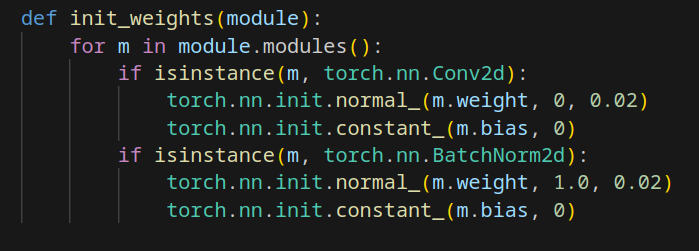 def init_weights(module):
    for m in module.modules():
        if isinstance(m, torch.nn.Conv2d):
            torch.nn.init.normal_(m.weight, 0, 0.02)
            torch.nn.init.constant_(m.bias, 0)
        if isinstance(m, torch.nn.BatchNorm2d):
            torch.nn.init.normal_(m.weight, 1.0, 0.02)
            torch.nn.init.constant_(m.bias, 0)